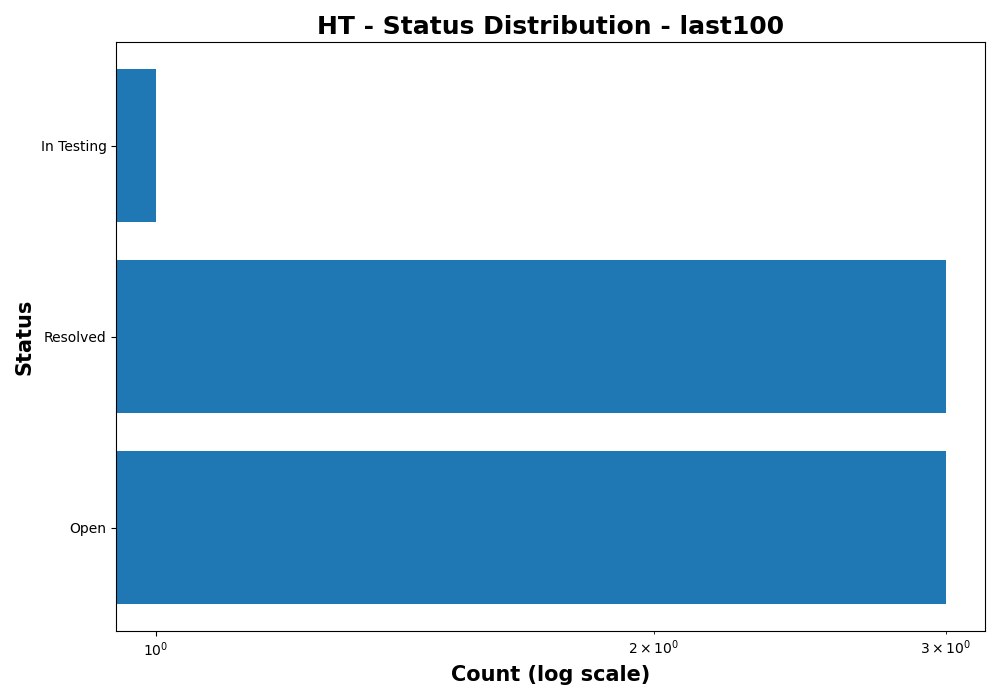 HT - Status Distribution - last100
In Testing
Resolved
Open
Status
10⁰
2 × 10⁰
3 × 10⁰
Count (log scale)